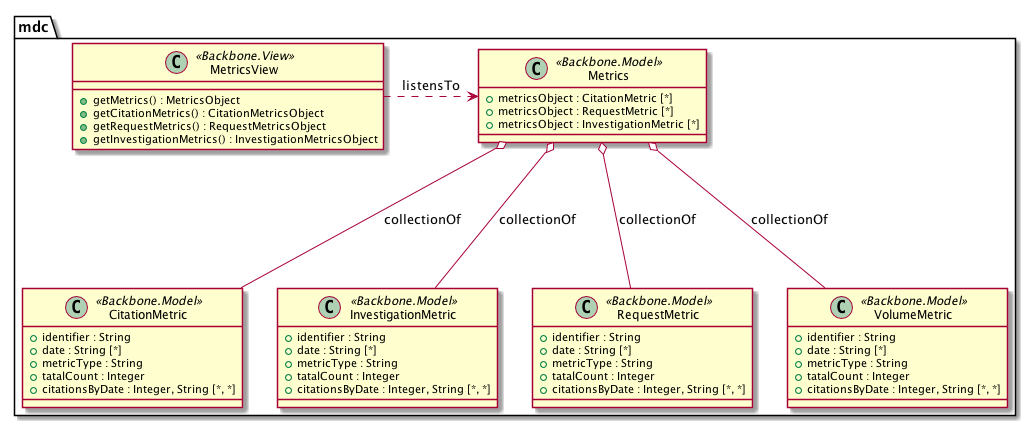 mdc
C
«Backbone.View»
MetricsView
getMetrics() : MetricsObject
getCitationMetrics() : CitationMetricsObject
getRequestMetrics() : RequestMetricsObject
getInvestigationMetrics() : InvestigationMetricsObject
listensTo
C
«Backbone.Model»
Metrics
metricsObject : CitationMetric [*]
metricsObject : RequestMetric [*]
metricsObject : InvestigationMetric [*]
collectionOf
collectionOf
collectionOf
collectionOf
C
«Backbone.Model»
CitationMetric
identifier : String
date : String [*]
metricType : String
tatalCount : Integer
citationsByDate : Integer, String [*, *]
C
«Backbone.Model»
InvestigationMetric
identifier : String
date : String [*]
metricType : String
tatalCount : Integer
citationsByDate : Integer, String [*, *]
C
«Backbone.Model»
RequestMetric
identifier : String
date : String [*]
metricType : String
tatalCount : Integer
citationsByDate : Integer, String [*, *]
C
«Backbone.Model»
VolumeMetric
identifier : String
date : String [*]
metricType : String
tatalCount : Integer
citationsByDate : Integer, String [*, *]